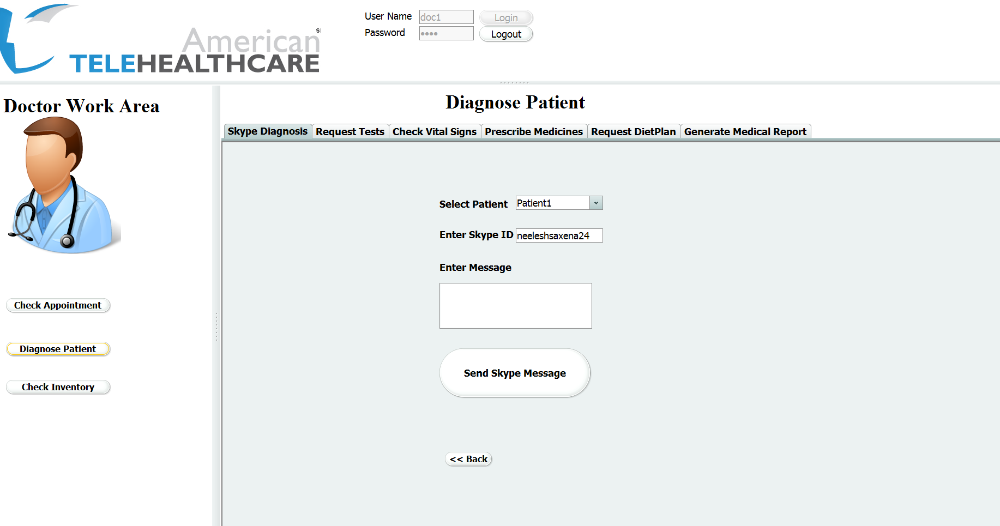 American
SM
TELEHEALTHCARE
User Name doc1 Login
Password •••• Logout
Doctor Work Area
Check Appointment
Diagnose Patient
Check Inventory
Diagnose Patient
Skype Diagnosis Request Tests Check Vital Signs Prescribe Medicines Request DietPlan Generate Medical Report
Select Patient Patient1
Enter Skype ID neeleshsaxena24
Enter Message
Send Skype Message
<< Back